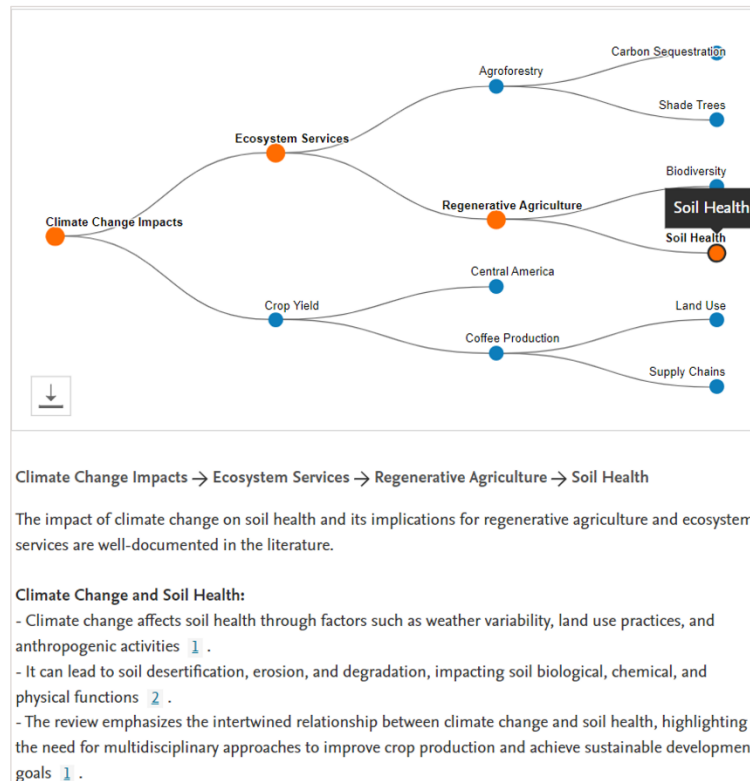 Carbon Sequestration
Agroforestry
Shade Trees
Ecosystem Services
Biodiversity
Soil Health
Regenerative Agriculture
Soil Health
Climate Change Impacts
Central America
Crop Yield
Land Use
Coffee Production
Supply Chains
Climate Change Impacts → Ecosystem Services → Regenerative Agriculture → Soil Health
The impact of climate change on soil health and its implications for regenerative agriculture and ecosystem
services are well-documented in the literature.
Climate Change and Soil Health:
- Climate change affects soil health through factors such as weather variability, land use practices, and
anthropogenic activities 1 .
- It can lead to soil desertification, erosion, and degradation, impacting soil biological, chemical, and
physical functions 2 .
- The review emphasizes the intertwined relationship between climate change and soil health, highlighting
the need for multidisciplinary approaches to improve crop production and achieve sustainable developmen
goals 1 .